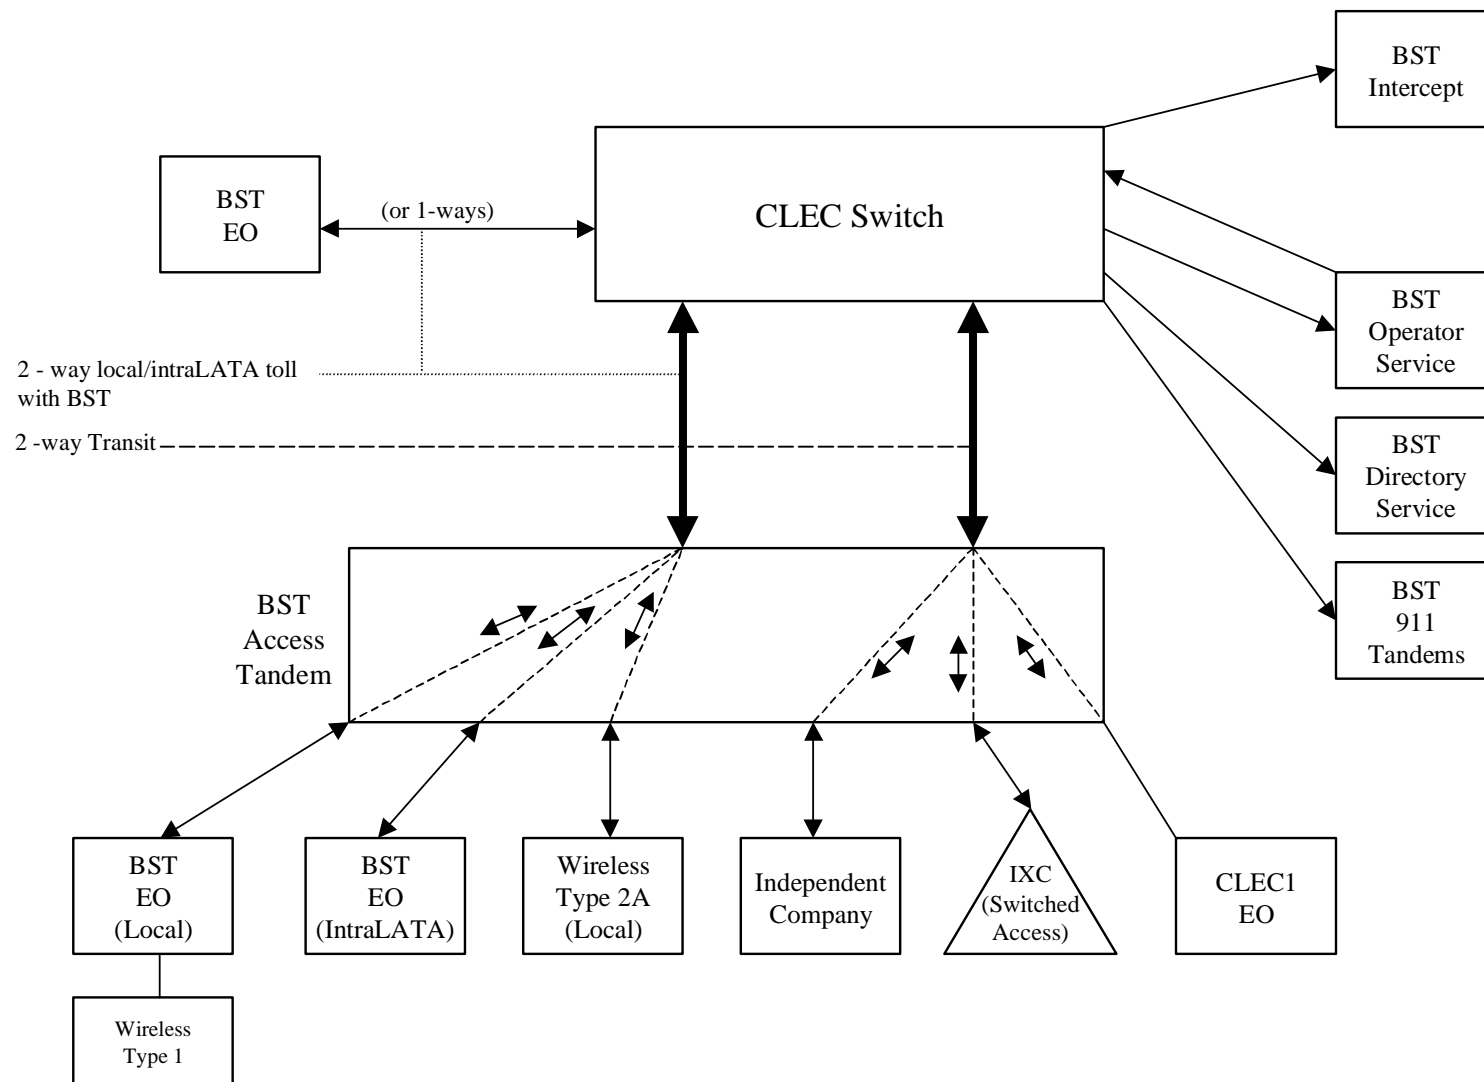 BST
Intercept
BST
EO
(or 1-ways)
CLEC Switch
BST
Operator
Service
2 - way local/intraLATA toll
with BST
2 -way Transit
BST
Directory
Service
BST
Access
Tandem
BST
911
Tandems
BST
EO
(Local)
BST
EO
(IntraLATA)
Wireless
Type 2A
(Local)
Independent
Company
IXC
(Switched
Access)
CLEC1
EO
Wireless
Type 1